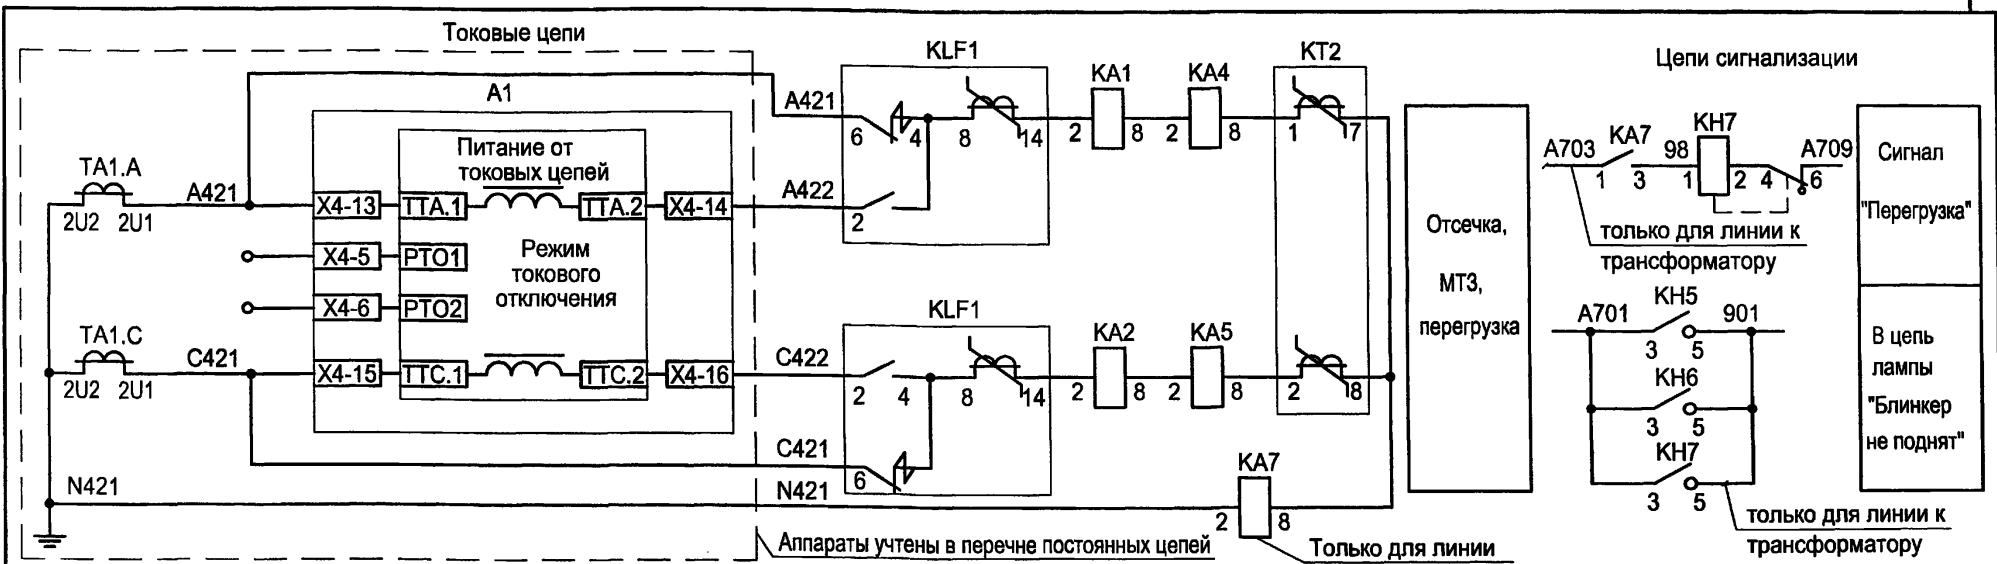 Токовые цепи
A1
TA1.A
2U2 2U1
A421
X4-13
TTA.1
Питание от
токовых цепей
TTA.2
X4-14
X4-5
PTO1
X4-6
PTO2
Режим
токового
отключения
TA1.C
2U2 2U1
C421
X4-15
TTC.1
TTC.2
X4-16
N421
Аппараты учтены в перечне постоянных цепей
A421
A422
C422
C421
N421
KLF1
6 4 8 14
2
KLF1
2 4 8 14
6
KA1
2 8
KA4
2 8
KT2
1 7
KA2
2 8
KA5
2 8
2 8
KA7
2 8
Только для линии
Отсечка,
МТЗ,
перегрузка
Цепи сигнализации
A703
KA7
1 3
98
KH7
1 2 4 6
A709
только для линии к
трансформатору
Сигнал
"Перегрузка"
A701
KH5
901
3 5
KH6
3 5
KH7
3 5
только для линии к
трансформатору
В цепь
лампы
"Блинкер
не поднят"